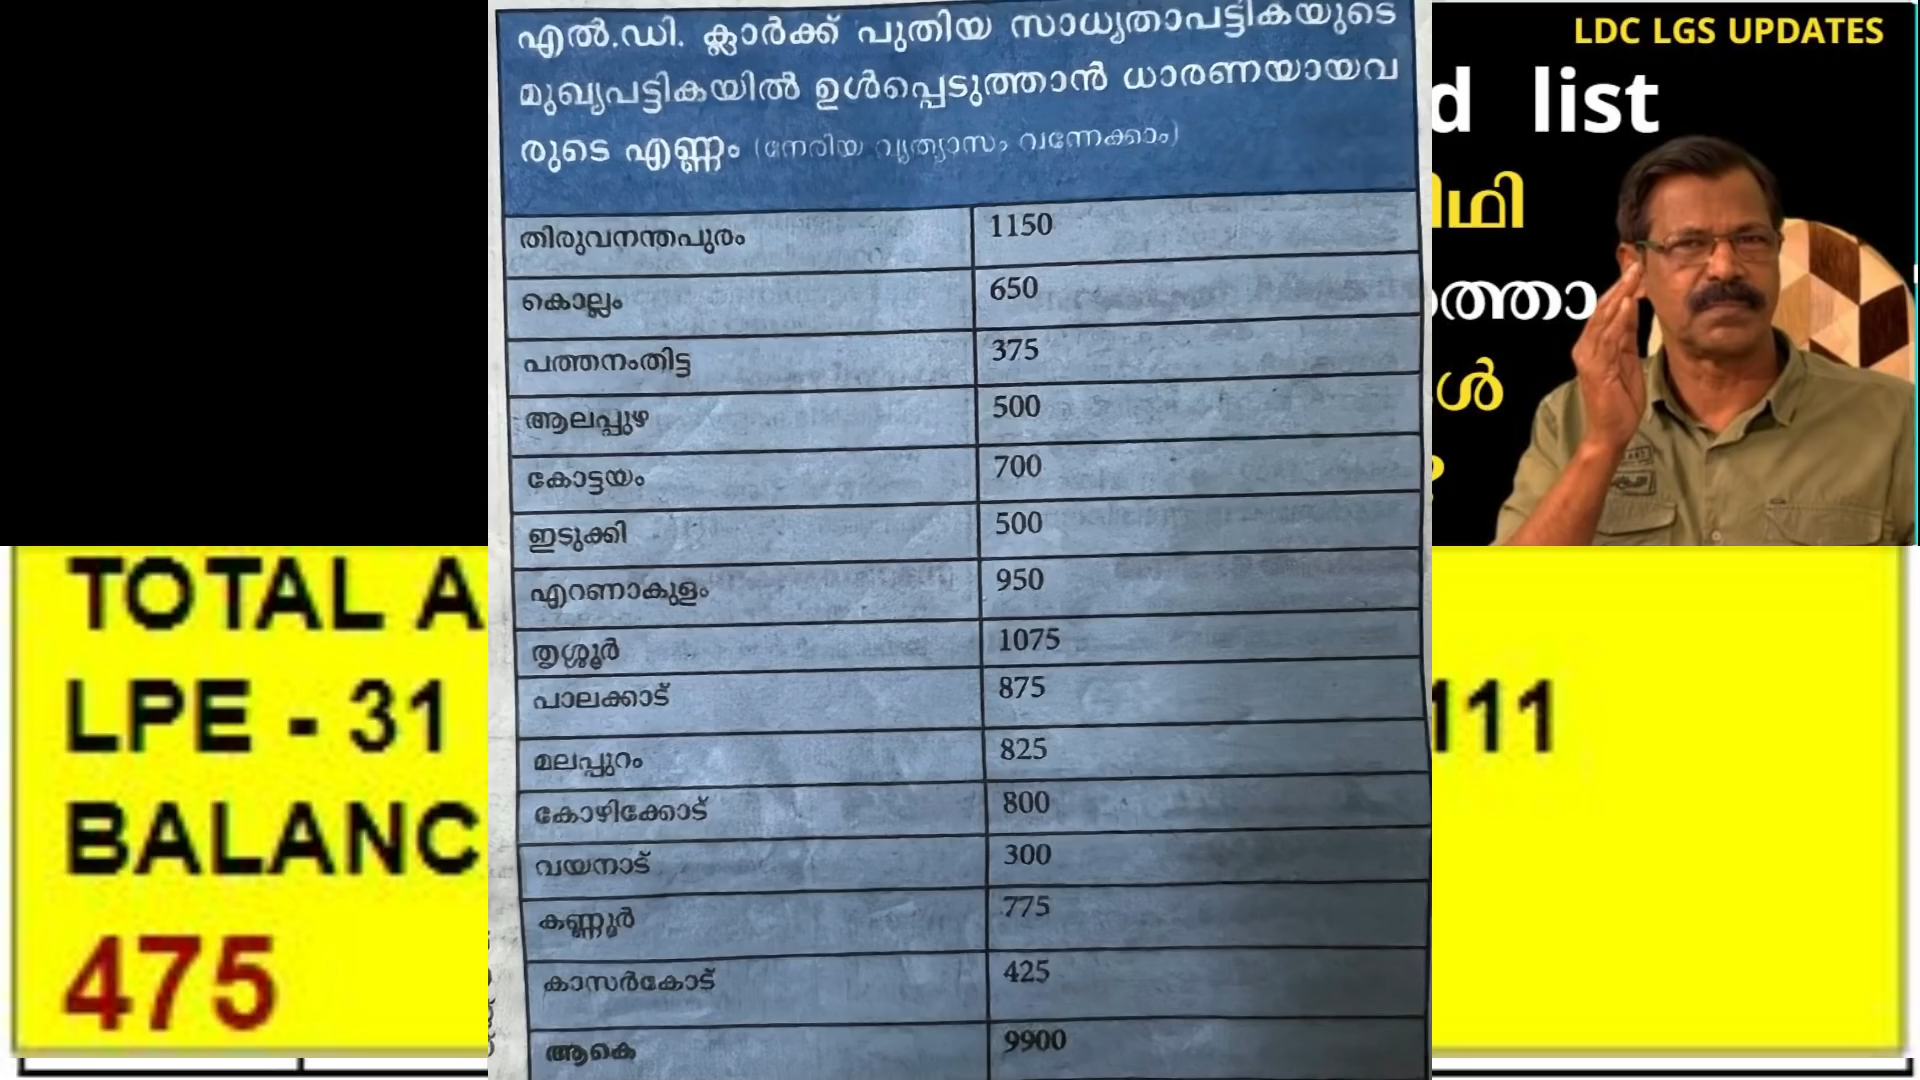 എൽ.ഡി. ക്ലാർക്ക് പുതിയ സാധ്യതാപട്ടികയുടെ
മുഖ്യപട്ടികയിൽ ഉൾപ്പെടുത്താൻ ധാരണയായവ
രുടെ എണ്ണം (നേരിയ വ്യത്യാസം വന്നേക്കാം)
തിരുവനന്തപുരം 1150
കൊല്ലം 650
പത്തനംതിട്ട 375
ആലപ്പുഴ 500
കോട്ടയം 700
ഇടുക്കി 500
എറണാകുളം 950
തൃശ്ശൂർ 1075
പാലക്കാട് 875
മലപ്പുറം 825
കോഴിക്കോട് 800
വയനാട് 300
കണ്ണൂർ 775
കാസർകോട് 425
ആകെ 9900
LDC LGS UPDATES
d list
ിഥി
ത്തൊ
ൾ
TOTAL A
LPE - 31
BALANC
475
111